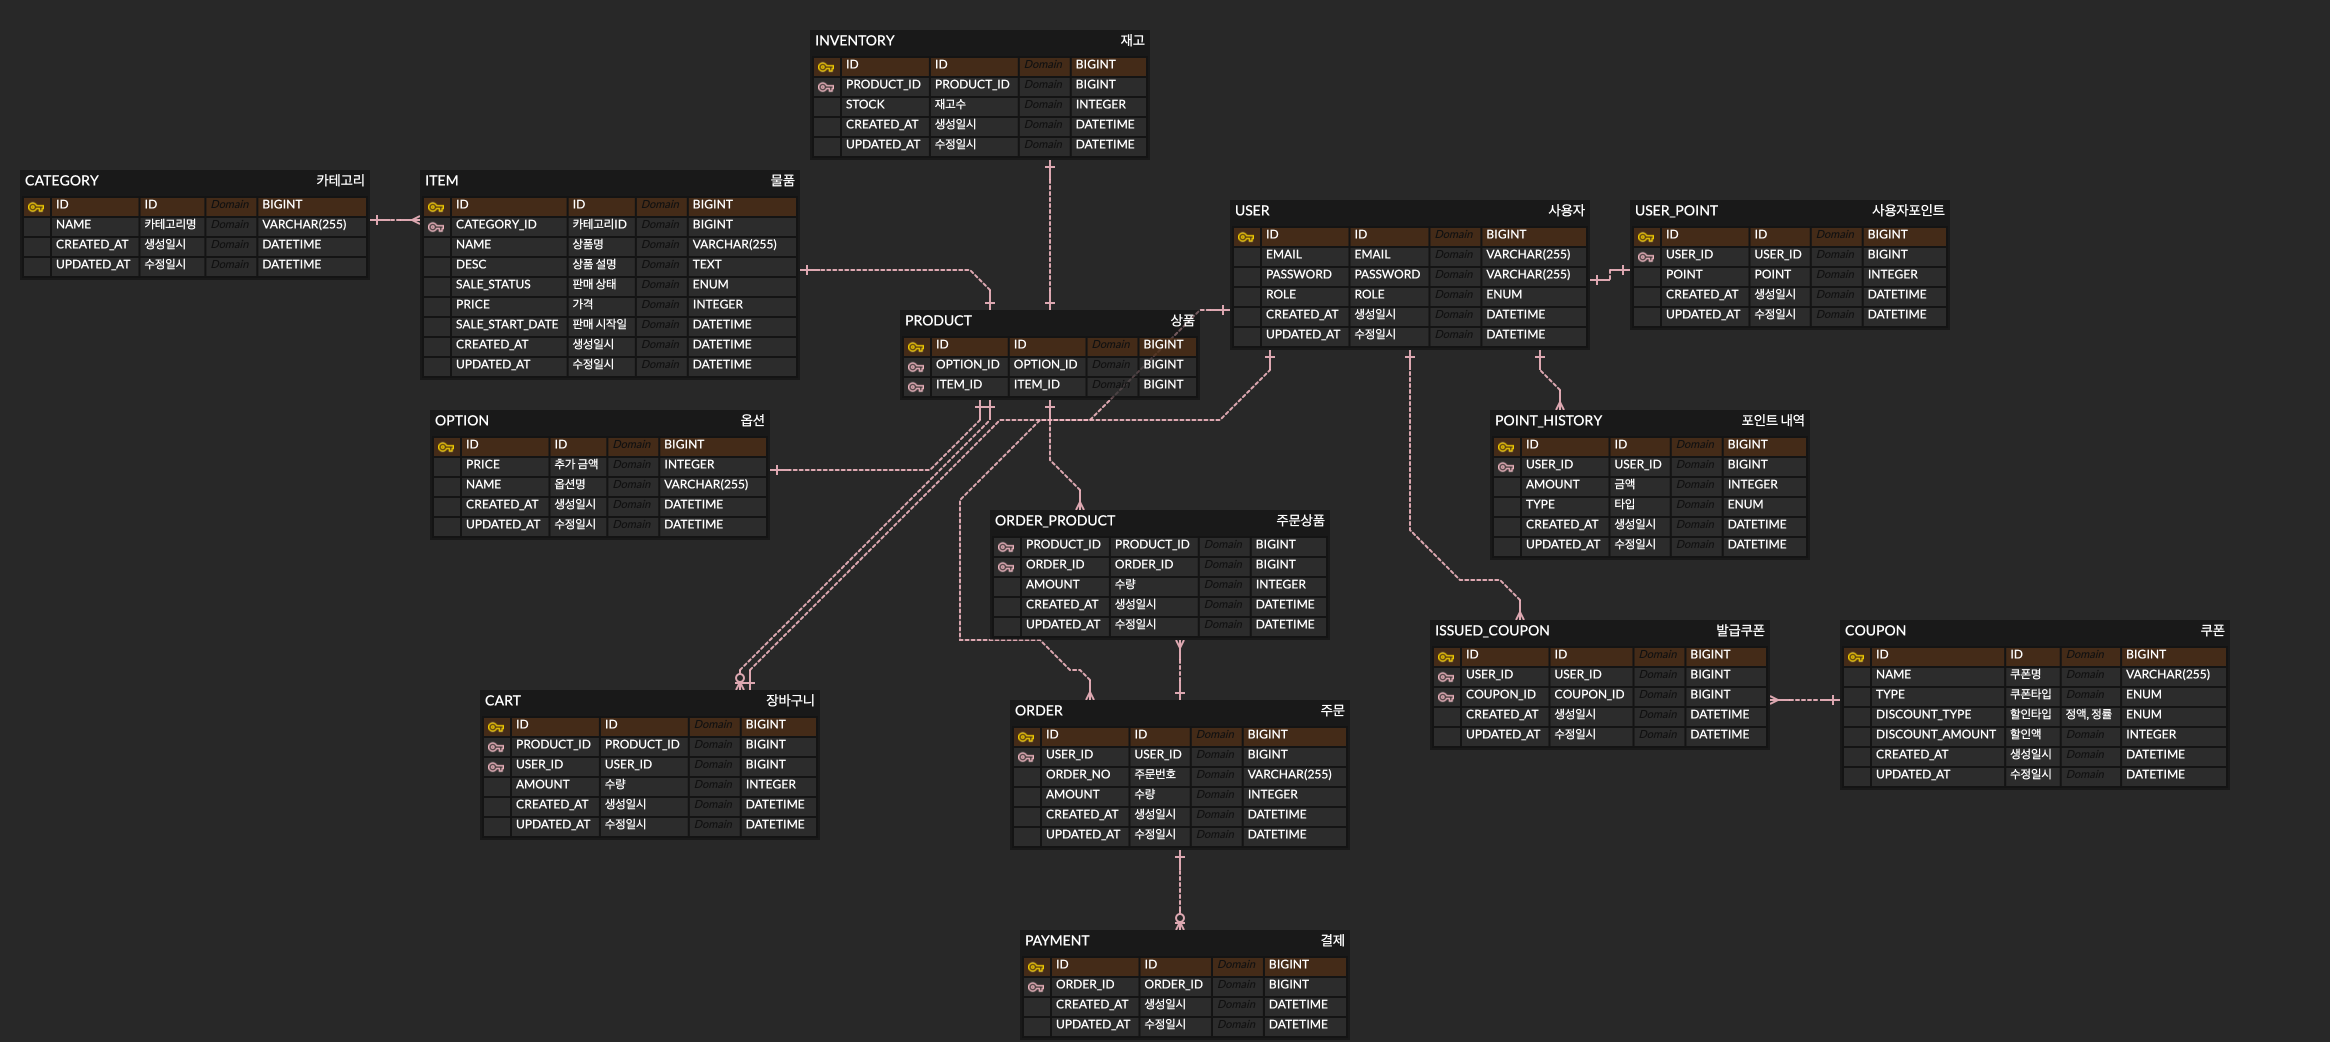 INVENTORY 재고
ID ID Domain BIGINT
PRODUCT_ID PRODUCT_ID Domain BIGINT
STOCK 재고수 Domain INTEGER
CREATED_AT 생성일시 Domain DATETIME
UPDATED_AT 수정일시 Domain DATETIME
CATEGORY 카테고리
ID ID Domain BIGINT
NAME 카테고리명 Domain VARCHAR(255)
CREATED_AT 생성일시 Domain DATETIME
UPDATED_AT 수정일시 Domain DATETIME
ITEM 물품
ID ID Domain BIGINT
CATEGORY_ID 카테고리ID Domain BIGINT
NAME 상품명 Domain VARCHAR(255)
DESC 상품 설명 Domain TEXT
SALE_STATUS 판매 상태 Domain ENUM
PRICE 가격 Domain INTEGER
SALE_START_DATE 판매 시작일 Domain DATETIME
CREATED_AT 생성일시 Domain DATETIME
UPDATED_AT 수정일시 Domain DATETIME
USER 사용자
ID ID Domain BIGINT
EMAIL EMAIL Domain VARCHAR(255)
PASSWORD PASSWORD Domain VARCHAR(255)
ROLE ROLE Domain ENUM
CREATED_AT 생성일시 Domain DATETIME
UPDATED_AT 수정일시 Domain DATETIME
USER_POINT 사용자포인트
ID ID Domain BIGINT
USER_ID USER_ID Domain BIGINT
POINT POINT Domain INTEGER
CREATED_AT 생성일시 Domain DATETIME
UPDATED_AT 수정일시 Domain DATETIME
PRODUCT 상품
ID ID Domain BIGINT
OPTION_ID OPTION_ID Domain BIGINT
ITEM_ID ITEM_ID Domain BIGINT
OPTION 옵션
ID ID Domain BIGINT
PRICE 추가 금액 Domain INTEGER
NAME 옵션명 Domain VARCHAR(255)
CREATED_AT 생성일시 Domain DATETIME
UPDATED_AT 수정일시 Domain DATETIME
POINT_HISTORY 포인트 내역
ID ID Domain BIGINT
USER_ID USER_ID Domain BIGINT
AMOUNT 금액 Domain INTEGER
TYPE 타입 Domain ENUM
CREATED_AT 생성일시 Domain DATETIME
UPDATED_AT 수정일시 Domain DATETIME
ORDER_PRODUCT 주문상품
PRODUCT_ID PRODUCT_ID Domain BIGINT
ORDER_ID ORDER_ID Domain BIGINT
AMOUNT 수량 Domain INTEGER
CREATED_AT 생성일시 Domain DATETIME
UPDATED_AT 수정일시 Domain DATETIME
ISSUED_COUPON 발급쿠폰
ID ID Domain BIGINT
USER_ID USER_ID Domain BIGINT
COUPON_ID COUPON_ID Domain BIGINT
CREATED_AT 생성일시 Domain DATETIME
UPDATED_AT 수정일시 Domain DATETIME
COUPON 쿠폰
ID ID Domain BIGINT
NAME 쿠폰명 Domain VARCHAR(255)
TYPE 쿠폰타입 Domain ENUM
DISCOUNT_TYPE 할인타입 정액, 정률 ENUM
DISCOUNT_AMOUNT 할인액 Domain INTEGER
CREATED_AT 생성일시 Domain DATETIME
UPDATED_AT 수정일시 Domain DATETIME
CART 장바구니
ID ID Domain BIGINT
PRODUCT_ID PRODUCT_ID Domain BIGINT
USER_ID USER_ID Domain BIGINT
AMOUNT 수량 Domain INTEGER
CREATED_AT 생성일시 Domain DATETIME
UPDATED_AT 수정일시 Domain DATETIME
ORDER 주문
ID ID Domain BIGINT
USER_ID USER_ID Domain BIGINT
ORDER_NO 주문번호 Domain VARCHAR(255)
AMOUNT 수량 Domain INTEGER
CREATED_AT 생성일시 Domain DATETIME
UPDATED_AT 수정일시 Domain DATETIME
PAYMENT 결제
ID ID Domain BIGINT
ORDER_ID ORDER_ID Domain BIGINT
CREATED_AT 생성일시 Domain DATETIME
UPDATED_AT 수정일시 Domain DATETIME